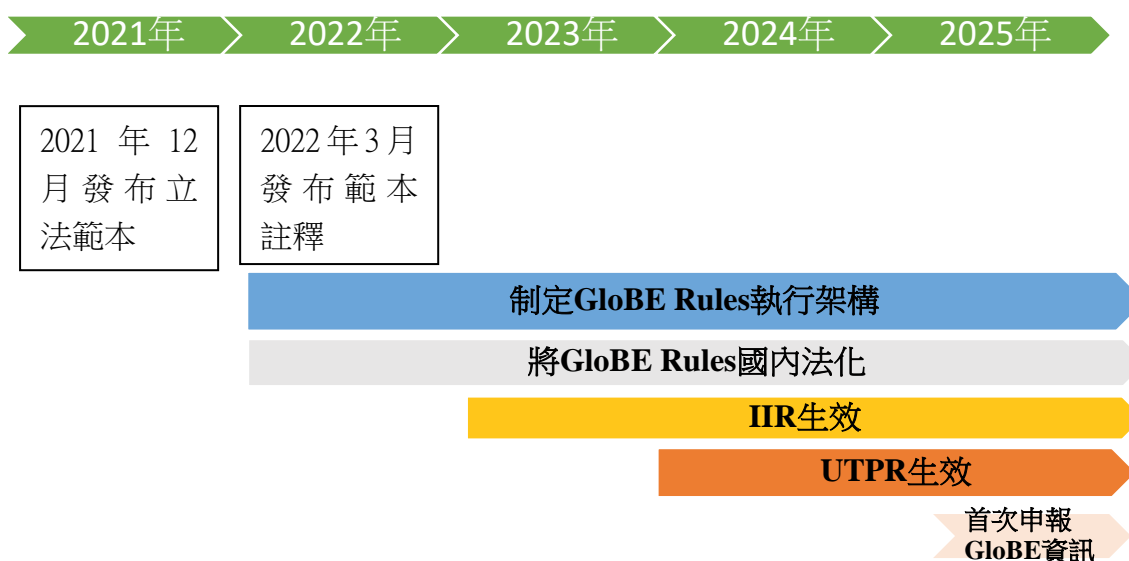 2021年 2022年 2023年 2024年 2025年
2021 年 12
月發布立
法範本
2022年3月
發布範本
註釋
制定GloBE Rules執行架構
將GloBE Rules國內法化
IIR生效
UTPR生效
首次申報
GloBE資訊